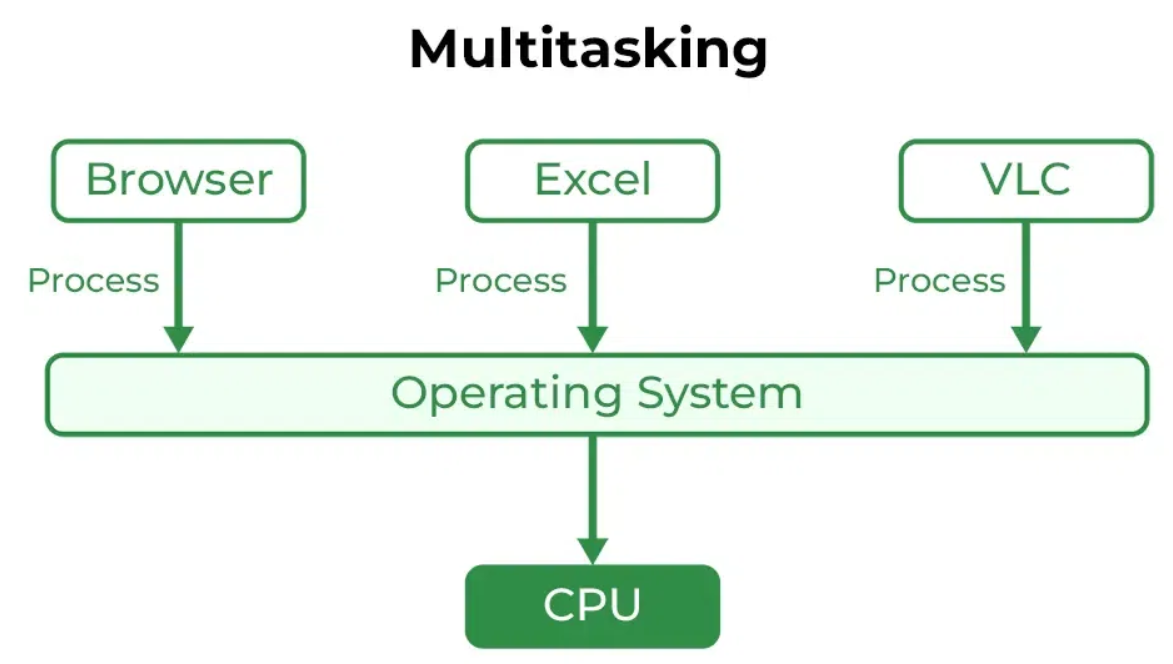 Multitasking
Browser
Excel
VLC
Process
Process
Process
Operating System
CPU